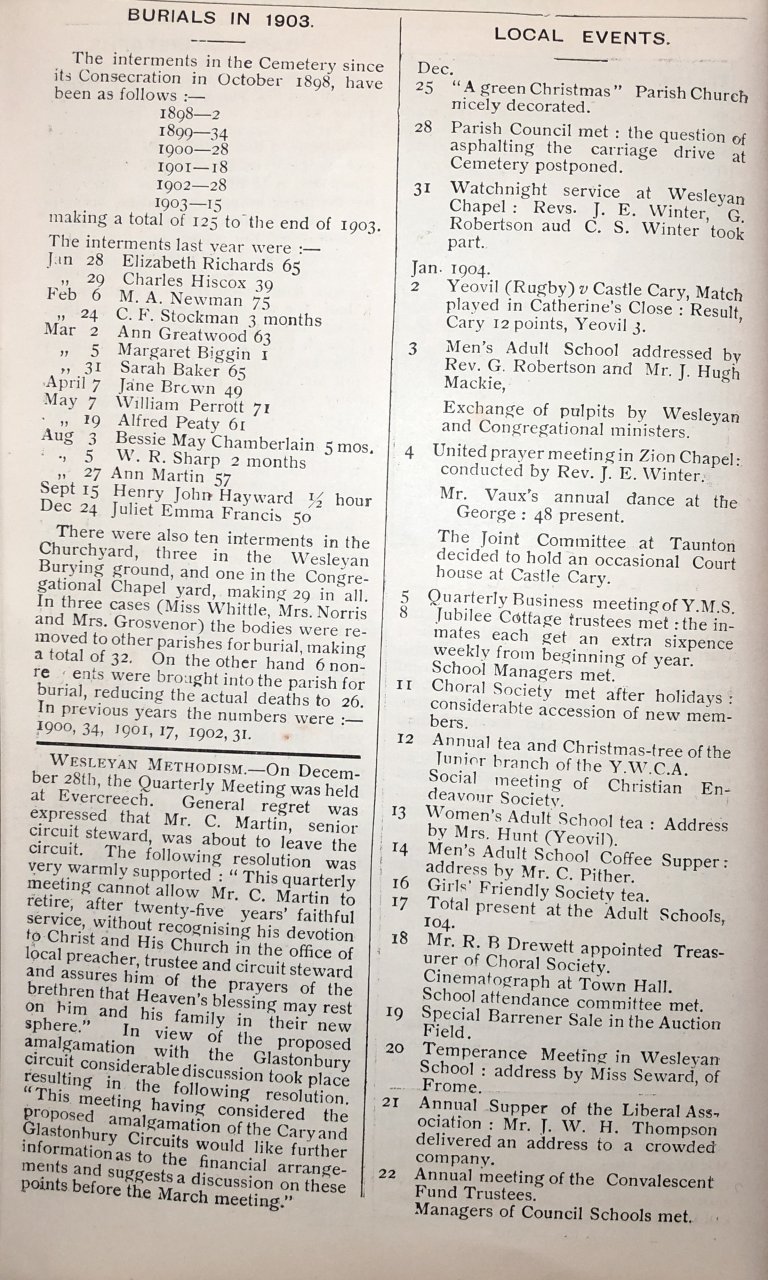 BURIALS IN 1903.
The interments in the Cemetery since
its Consecration in October 1898, have
been as follows :—
1898—2
1899—34
1900—28
1901—18
1902—28
1903—15
making a total of 125 to the end of 1903.
The interments last year were :—
Jan 28 Elizabeth Richards 65
„ 29 Charles Hiscox 39
Feb 6 M. A. Newman 75
„ 24 C. F. Stockman 3 months
Mar 2 Ann Greatwood 63
„ 5 Margaret Biggin 1
„ 31 Sarah Baker 65
April 7 Jane Brown 49
May 7 William Perrott 71
„ 19 Alfred Peaty 61
Aug 3 Bessie May Chamberlain 5 mos.
„ 5 W. R. Sharp 2 months
„ 27 Ann Martin 57
Sept 15 Henry John Hayward ½ hour
Dec 24 Juliet Emma Francis 50
There were also ten interments in the
Churchyard, three in the Wesleyan
Burying ground, and one in the Congre-
gational Chapel yard, making 29 in all.
In three cases (Miss Whittle, Mrs. Norris
and Mrs. Grosvenor) the bodies were re-
moved to other parishes for burial, making
a total of 32. On the other hand 6 non-
re ents were brought into the parish for
burial, reducing the actual deaths to 26.
In previous years the numbers were :—
1900, 34, 1901, 17, 1902, 31.
WESLEYAN METHODISM.—On Decem-
ber 28th, the Quarterly Meeting was held
at Evercreech. General regret was
expressed that Mr. C. Martin, senior
circuit steward, was about to leave the
circuit. The following resolution was
very warmly supported : "This quarterly
meeting cannot allow Mr. C. Martin to
retire, after twenty-five years' faithful
service, without recognising his devotion
to Christ and His Church in the office of
local preacher, trustee and circuit steward
and assures him of the prayers of the
brethren that Heaven's blessing may rest
on him and his family in their new
sphere." In view of the proposed
amalgamation with the Glastonbury
circuit considerable discussion took place
resulting in the following resolution.
"This meeting having considered the
proposed amalgamation of the Cary and
Glastonbury Circuits would like further
information as to the financial arrange-
ments and suggests a discussion on these
points before the March meeting."
LOCAL EVENTS.
Dec.
25 "A green Christmas" Parish Church
nicely decorated.
28 Parish Council met : the question of
asphalting the carriage drive at
Cemetery postponed.
31 Watchnight service at Wesleyan
Chapel : Revs. J. E. Winter, G.
Robertson aud C. S. Winter took
part.
Jan. 1904.
2 Yeovil (Rugby) v Castle Cary, Match
played in Catherine's Close : Result,
Cary 12 points, Yeovil 3.
3 Men's Adult School addressed by
Rev. G. Robertson and Mr. J. Hugh
Mackie,
Exchange of pulpits by Wesleyan
and Congregational ministers.
4 United prayer meeting in Zion Chapel :
conducted by Rev. J. E. Winter.
Mr. Vaux's annual dance at the
George : 48 present.
The Joint Committee at Taunton
decided to hold an occasional Court
house at Castle Cary.
5 Quarterly Business meeting of Y.M.S.
8 Jubilee Cottage trustees met : the in-
mates each get an extra sixpence
weekly from beginning of year.
School Managers met.
11 Choral Society met after holidays :
considerable accession of new mem-
bers.
12 Annual tea and Christmas-tree of the
Junior branch of the Y.W.C.A.
Social meeting of Christian En-
deavour Society.
13 Women's Adult School tea : Address
by Mrs. Hunt (Yeovil).
14 Men's Adult School Coffee Supper :
address by Mr. C. Pither.
16 Girls' Friendly Society tea.
17 Total present at the Adult Schools,
104.
18 Mr. R. B Drewett appointed Treas-
urer of Choral Society.
Cinematograph at Town Hall.
School attendance committee met.
19 Special Barrener Sale in the Auction
Field.
20 Temperance Meeting in Wesleyan
School : address by Miss Seward, of
Frome.
21 Annual Supper of the Liberal Ass-
ociation : Mr. J. W. H. Thompson
delivered an address to a crowded
company.
22 Annual meeting of the Convalescent
Fund Trustees.
Managers of Council Schools met.